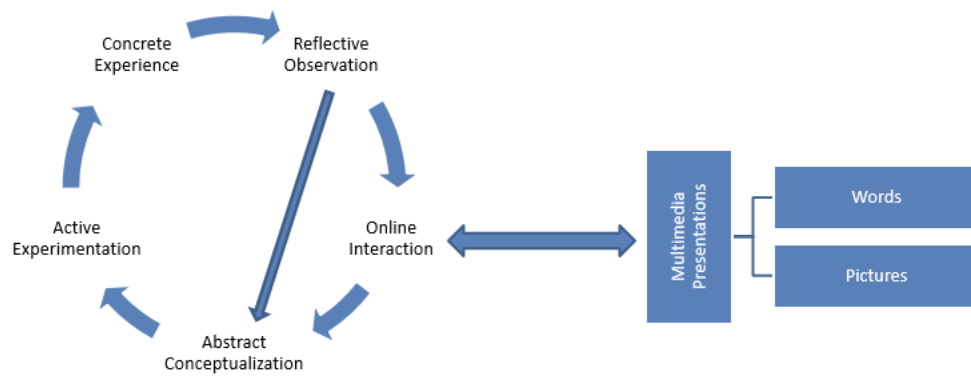 Concrete
Experience
Reflective
Observation
Online
Interaction
Abstract
Conceptualization
Active
Experimentation
Multimedia
Presentations
Words
Pictures